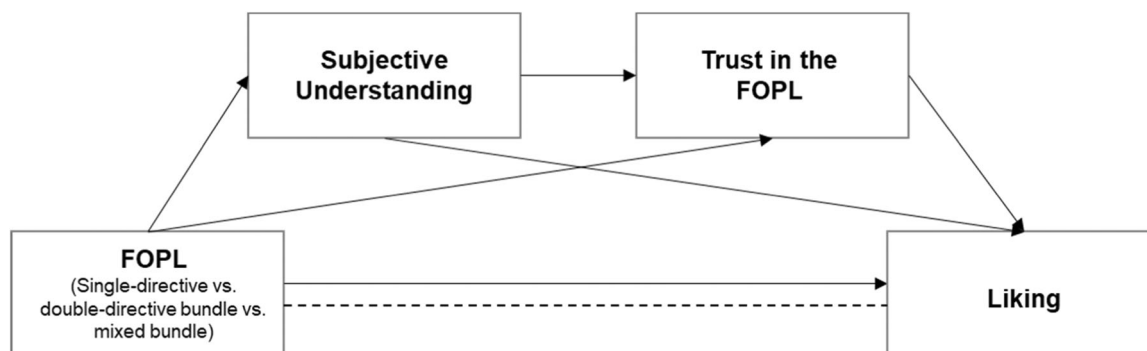 Subjective
Understanding
Trust in the
FOPL
FOPL
(Single-directive vs.
double-directive bundle vs.
mixed bundle)
Liking